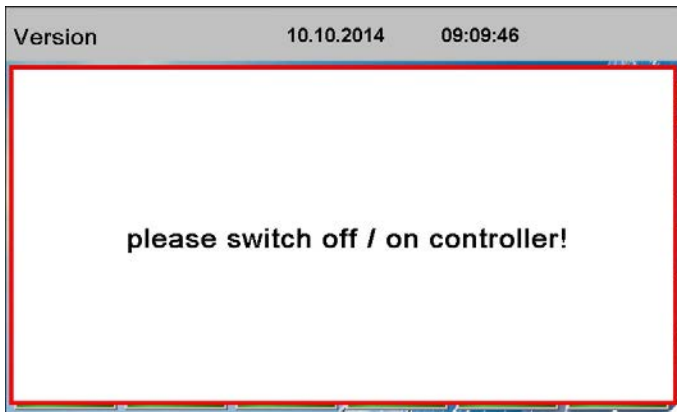 Version 10.10.2014 09:09:46
please switch off / on controller!